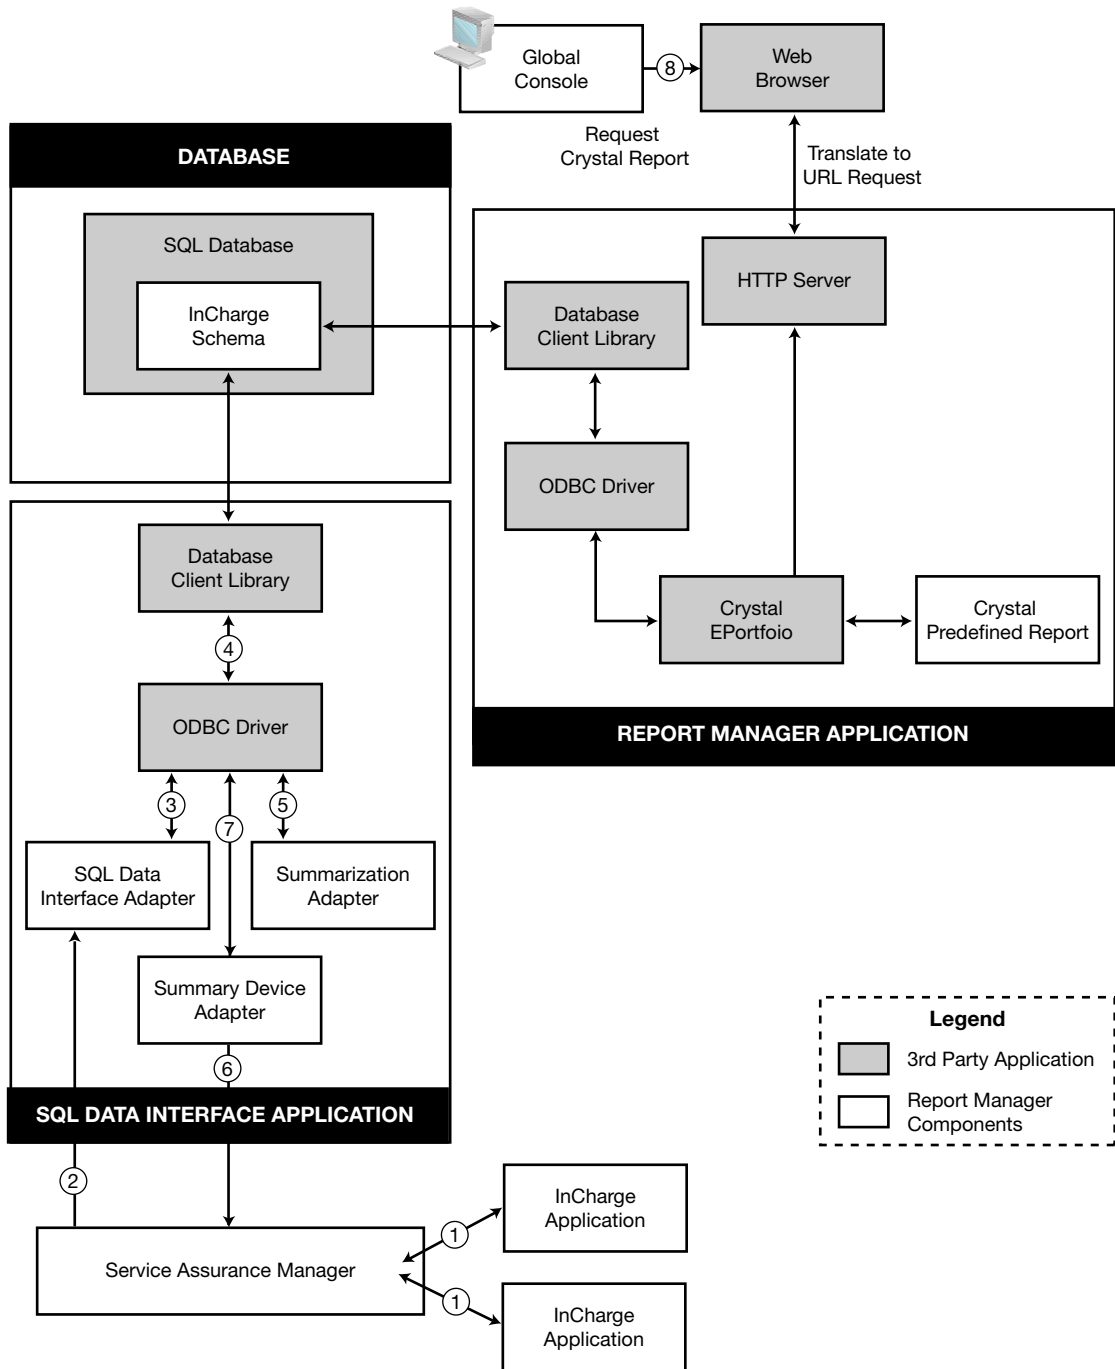 Global
Console
8
Web
Browser
Request
Crystal Report
Translate to
URL Request
DATABASE
SQL Database
InCharge
Schema
Database
Client Library
HTTP Server
ODBC Driver
Crystal
EPortfoio
Crystal
Predefined Report
REPORT MANAGER APPLICATION
Database
Client Library
4
ODBC Driver
3
7
5
SQL Data
Interface Adapter
Summarization
Adapter
Summary Device
Adapter
6
SQL DATA INTERFACE APPLICATION
2
Service Assurance Manager
1
InCharge
Application
1
InCharge
Application
Legend
3rd Party Application
Report Manager
Components